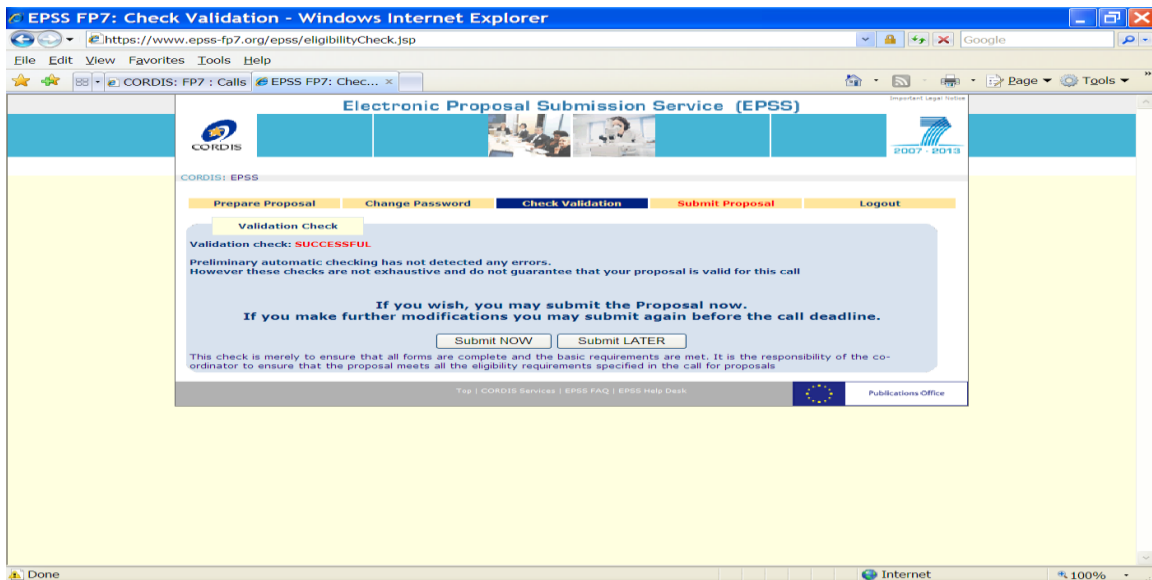 EPSS FP7: Check Validation - Windows Internet Explorer
https://www.epss-fp7.org/epss/eligibilityCheck.jsp
Google
File Edit View Favorites Tools Help
CORDIS: FP7 : Calls
EPSS FP7: Chec...
Page
Tools
Electronic Proposal Submission Service (EPSS)
Important Legal Notice
CORDIS
7
2007 - 2013
CORDIS: EPSS
Prepare Proposal Change Password Check Validation Submit Proposal Logout
Validation Check
Validation check: SUCCESSFUL
Preliminary automatic checking has not detected any errors.
However these checks are not exhaustive and do not guarantee that your proposal is valid for this call
If you wish, you may submit the Proposal now.
If you make further modifications you may submit again before the call deadline.
Submit NOW Submit LATER
This check is merely to ensure that all forms are complete and the basic requirements are met. It is the responsibility of the co-
ordinator to ensure that the proposal meets all the eligibility requirements specified in the call for proposals
Top | CORDIS Services | EPSS FAQ | EPSS Help Desk
Publications Office
Done
Internet
100%